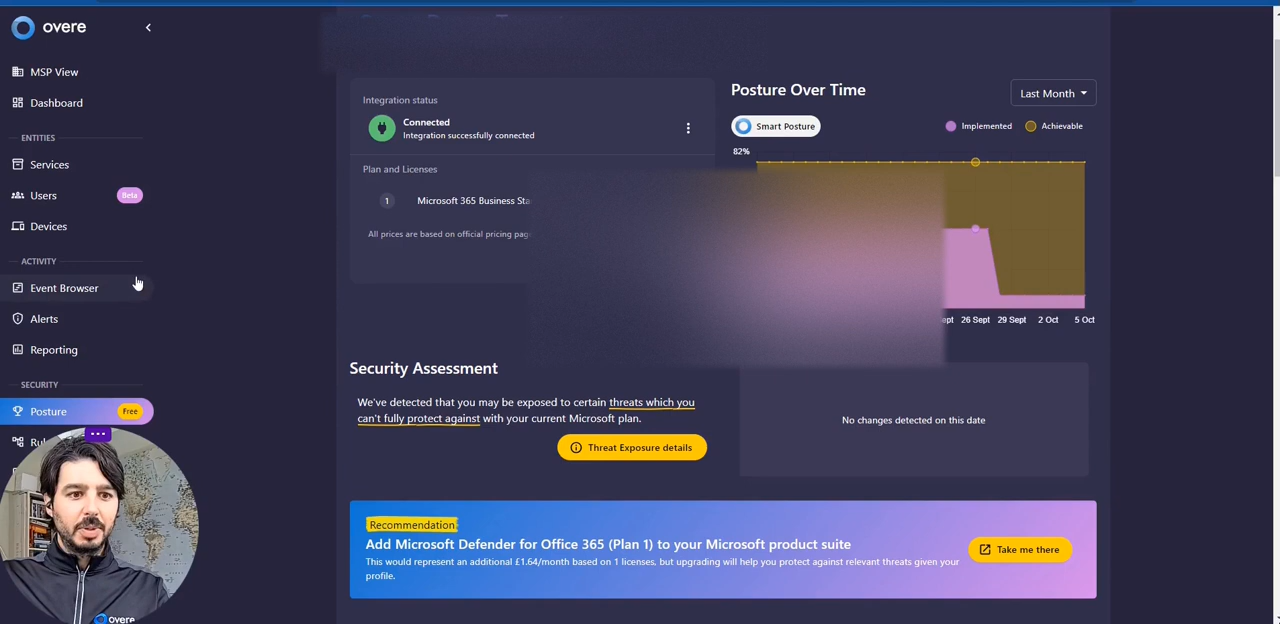 overe
MSP View
Dashboard
ENTITIES
Services
Users
Beta
Devices
ACTIVITY
Event Browser
Alerts
Reporting
SECURITY
Posture
Free
Integration status
Connected
Integration successfully connected
Plan and Licenses
1
Microsoft 365 Business
All prices are based on official pricing
Posture Over Time
Last Month
Smart Posture
Implemented
Achievable
82%
26 Sept
29 Sept
2 Oct
5 Oct
Security Assessment
We've detected that you may be exposed to certain threats which you
can't fully protect against with your current Microsoft plan.
Threat Exposure details
No changes detected on this date
Recommendation
Add Microsoft Defender for Office 365 (Plan 1) to your Microsoft product suite
This would represent an additional £1.64/month based on 1 licenses, but upgrading will help you protect against relevant threats given your
profile.
Take me there
overe